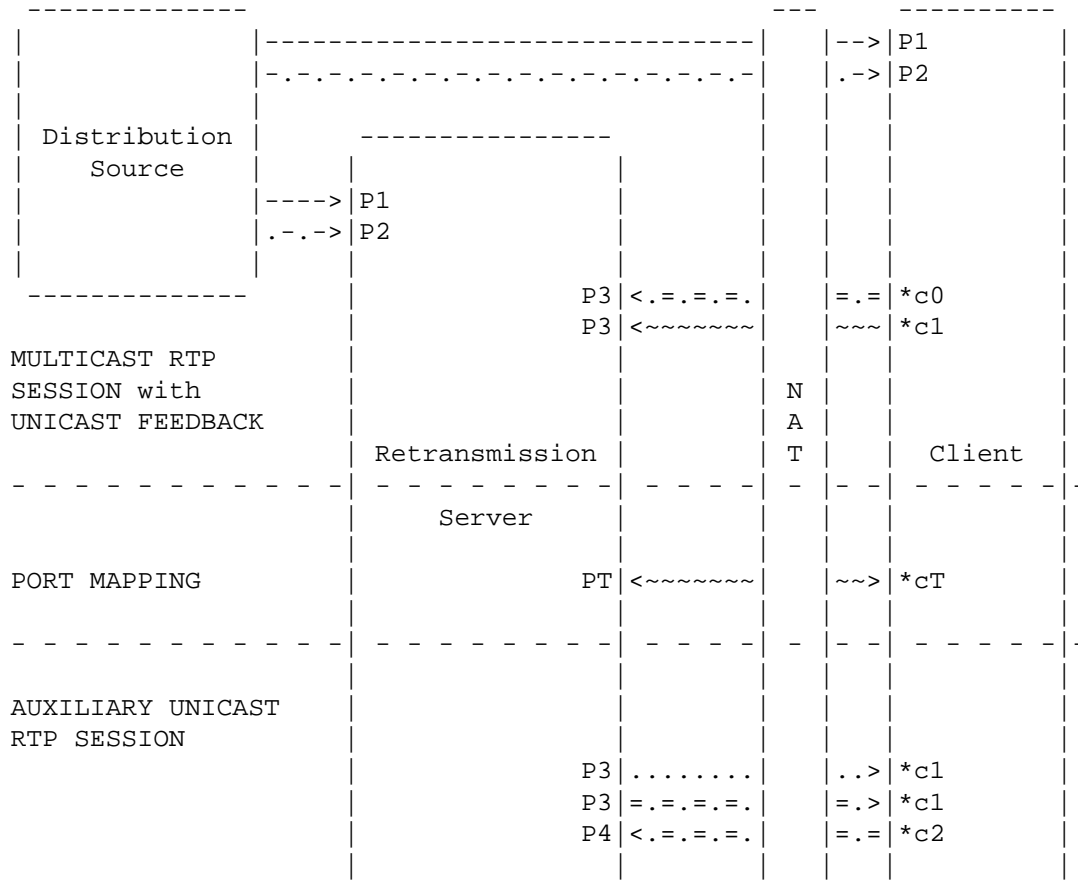 P1
P2
Distribution
Source
P1
P2
P3 *c0
P3 *c1
MULTICAST RTP
SESSION with N
UNICAST FEEDBACK A
Retransmission T Client
Server
PORT MAPPING PT *cT
AUXILIARY UNICAST
RTP SESSION
P3 *c1
P3 *c1
P4 *c2